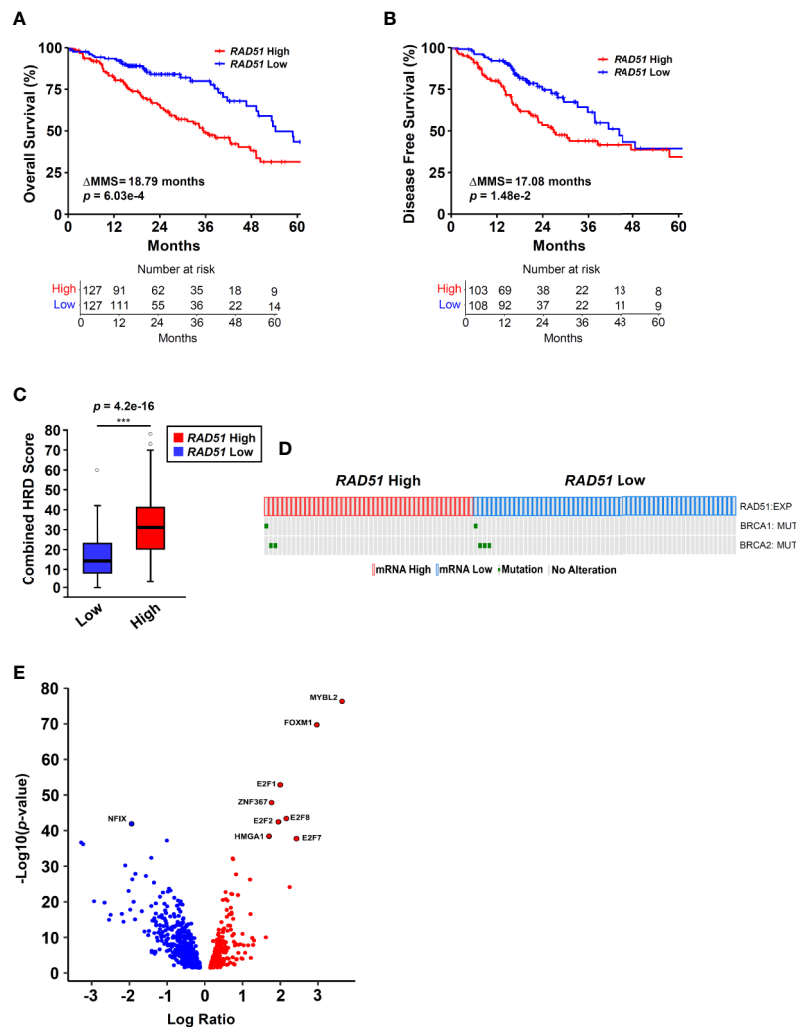 A
Overall Survival (%)
100
75
50
25
0
RAD51 High
RAD51 Low
ΔMMS= 18.79 months
p = 6.03e-4
0 12 24 36 48 60
Months
Number at risk
High 127 91 62 35 18 9
Low 127 111 55 36 22 14
0 12 24 36 48 60
Months
B
Disease Free Survival (%)
100
75
50
25
0
RAD51 High
RAD51 Low
ΔMMS= 17.08 months
p = 1.48e-2
0 12 24 36 48 60
Months
Number at risk
High 103 69 38 22 13 8
Low 108 92 37 22 11 9
0 12 24 36 43 60
Months
C
p = 4.2e-16
***
Combined HRD Score
80
70
60
50
40
30
20
10
0
RAD51 High
RAD51 Low
Low High
D
RAD51 High RAD51 Low
RAD51:EXP
BRCA1: MUT
BRCA2: MUT
mRNA High mRNA Low Mutation No Alteration
E
-Log10(p-value)
80
70
60
50
40
30
20
10
0
MYBL2
FOXM1
E2F1
ZNF367
E2F8
E2F2
NFIX
HMGA1
E2F7
-3 -2 -1 0 1 2 3
Log Ratio